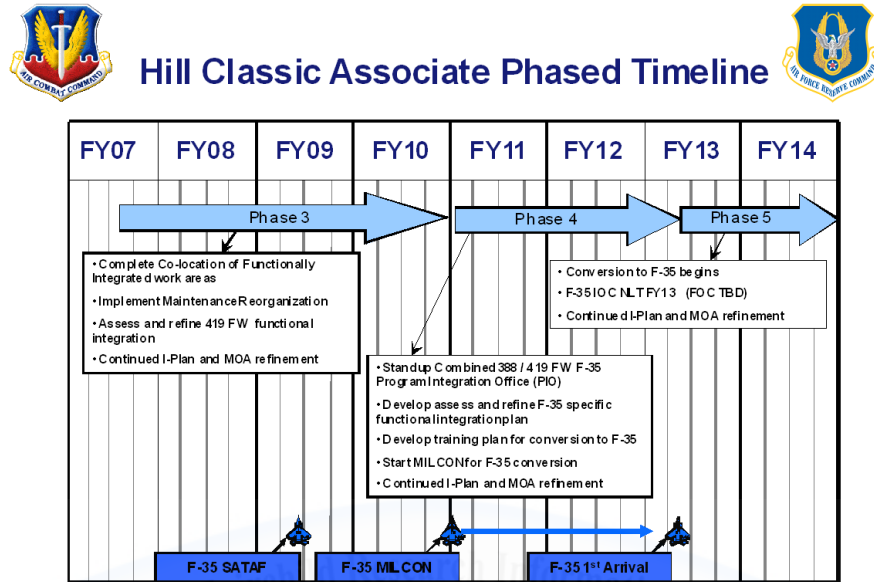 AIR COMBAT COMMAND
AIR FORCE RESERVE COMMAND
Hill Classic Associate Phased Timeline
FY07 FY08 FY09 FY10 FY11 FY12 FY13 FY14
Phase 3 Phase 4 Phase 5
• Complete Co-location of Functionally
Integrated work areas
• Implement Maintenance Reorganization
• Assess and refine 419 FW functional
integration
• Continued I-Plan and MOA refinement
• Conversion to F-35 begins
• F-35 IOC NLT FY13 (FOC TBD)
• Continued I-Plan and MOA refinement
• Standup Combined 388 / 419 FW F-35
Program Integration Office (PIO)
• Develop assess and refine F-35 specific
functional integration plan
• Develop training plan for conversion to F-35
• Start MILCON for F-35 conversion
• Continued I-Plan and MOA refinement
F-35 SATAF F-35 MILCON F-35 1st Arrival